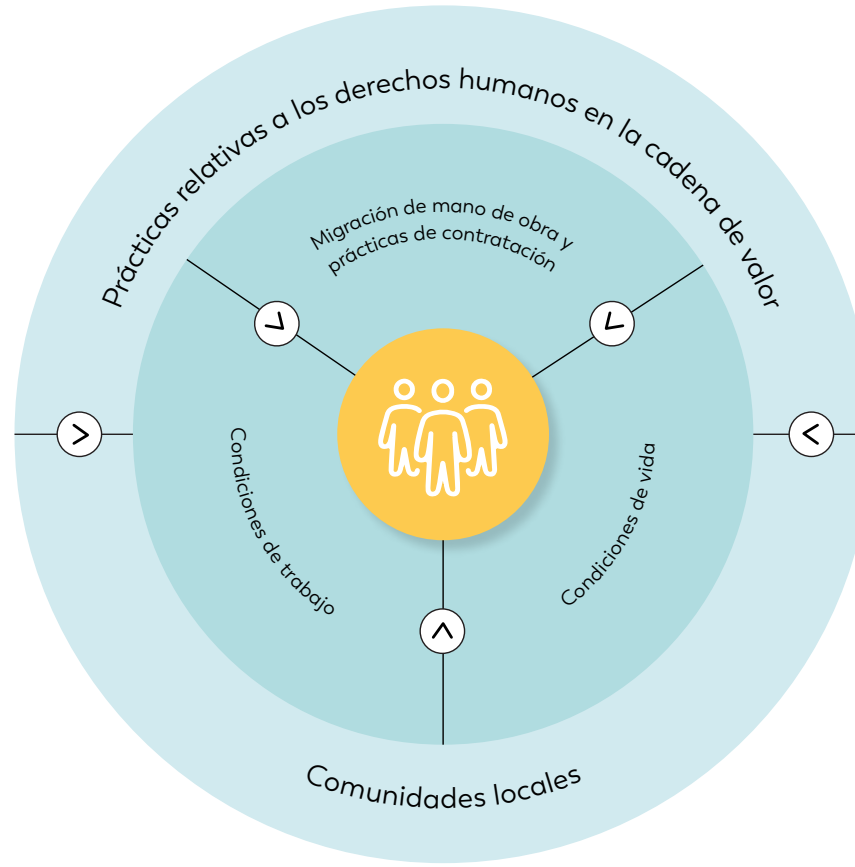 Prácticas relativas a los derechos humanos en la cadena de valor
Migración de mano de obra y
prácticas de contratación
Condiciones de trabajo
Condiciones de vida
Comunidades locales